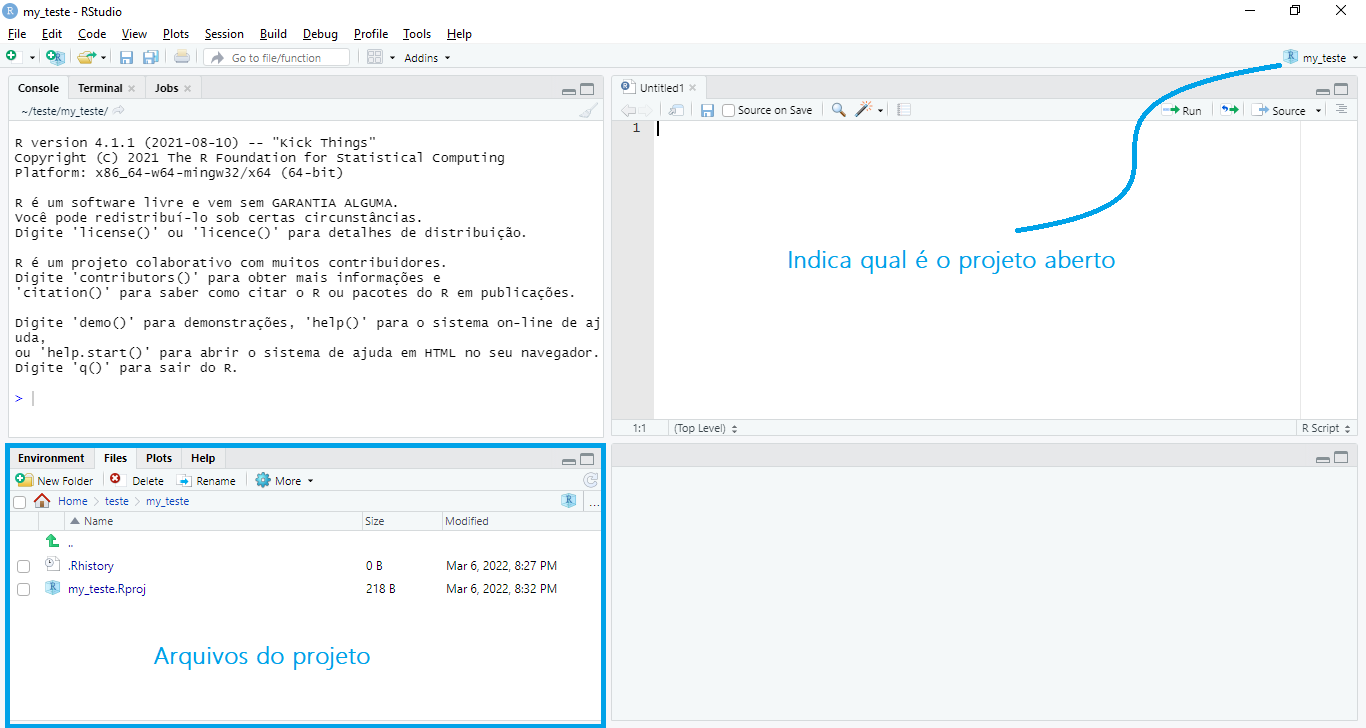 my_teste - RStudio
File Edit Code View Plots Session Build Debug Profile Tools Help
Go to file/function Addins my_teste
Console Terminal Jobs
~/teste/my_teste/
R version 4.1.1 (2021-08-10) -- "Kick Things"
Copyright (C) 2021 The R Foundation for Statistical Computing
Platform: x86_64-w64-mingw32/x64 (64-bit)
R é um software livre e vem sem GARANTIA ALGUMA.
Você pode redistribuí-lo sob certas circunstâncias.
Digite 'license()' ou 'licence()' para detalhes de distribuição.
R é um projeto colaborativo com muitos contribuidores.
Digite 'contributors()' para obter mais informações e
'citation()' para saber como citar o R ou pacotes do R em publicações.
Digite 'demo()' para demonstrações, 'help()' para o sistema on-line de aj
uda,
ou 'help.start()' para abrir o sistema de ajuda em HTML no seu navegador.
Digite 'q()' para sair do R.
>
Untitled1
Source on Save Run Source
1
Indica qual é o projeto aberto
1:1 (Top Level) R Script
Environment Files Plots Help
New Folder Delete Rename More
Home teste my_teste ...
Name Size Modified
..
.Rhistory 0 B Mar 6, 2022, 8:27 PM
my_teste.Rproj 218 B Mar 6, 2022, 8:32 PM
Arquivos do projeto